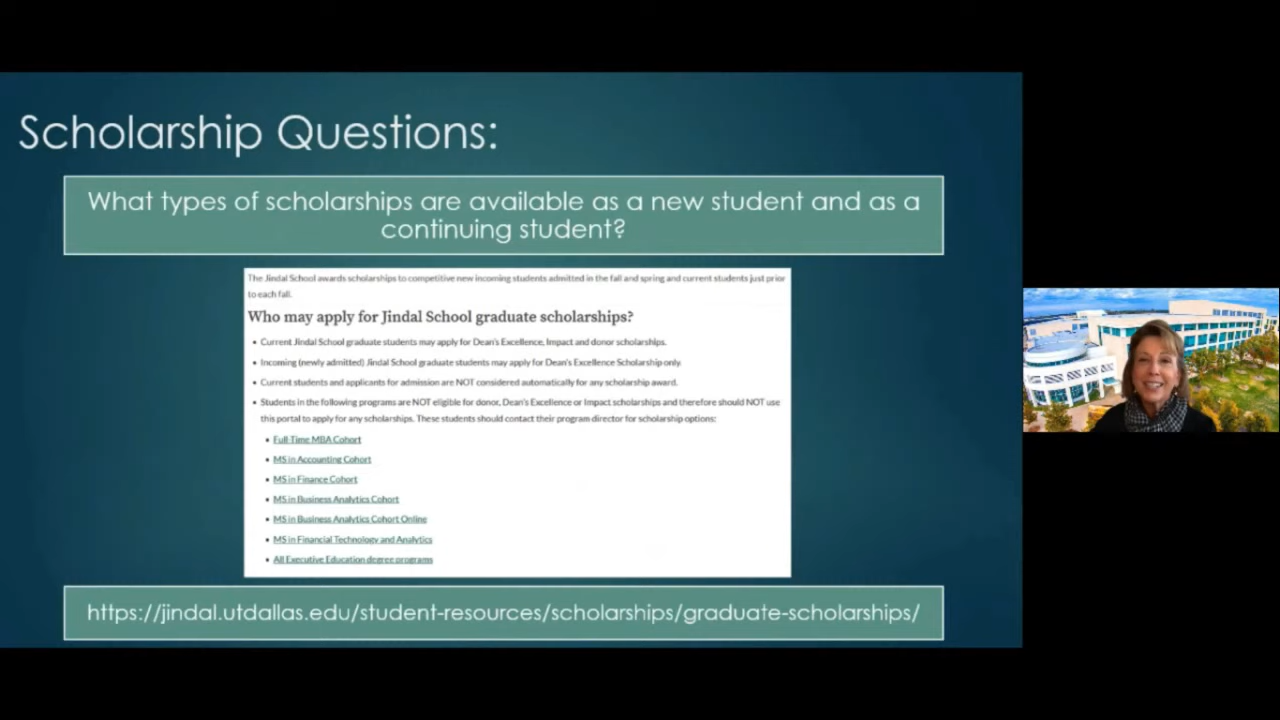 Scholarship Questions:
What types of scholarships are available as a new student and as a
continuing student?
The Jindal School awards scholarships to competitive new incoming students admitted in the fall and spring and current students just prior
to each fall.
Who may apply for Jindal School graduate scholarships?
• Current Jindal School graduate students may apply for Dean's Excellence, Impact and donor scholarships.
• Incoming (newly admitted) Jindal School graduate students may apply for Dean's Excellence Scholarship only.
• Current students and applicants for admission are NOT considered automatically for any scholarship award.
• Students in the following programs are NOT eligible for donor, Dean's Excellence or Impact scholarships and therefore should NOT use
this portal to apply for any scholarships. These students should contact their program director for scholarship options:
• Full-Time MBA Cohort
• MS in Accounting Cohort
• MS in Finance Cohort
• MS in Business Analytics Cohort
• MS in Business Analytics Cohort Online
• MS in Financial Technology and Analytics
• All Executive Education degree programs
https://jindal.utdallas.edu/student-resources/scholarships/graduate-scholarships/